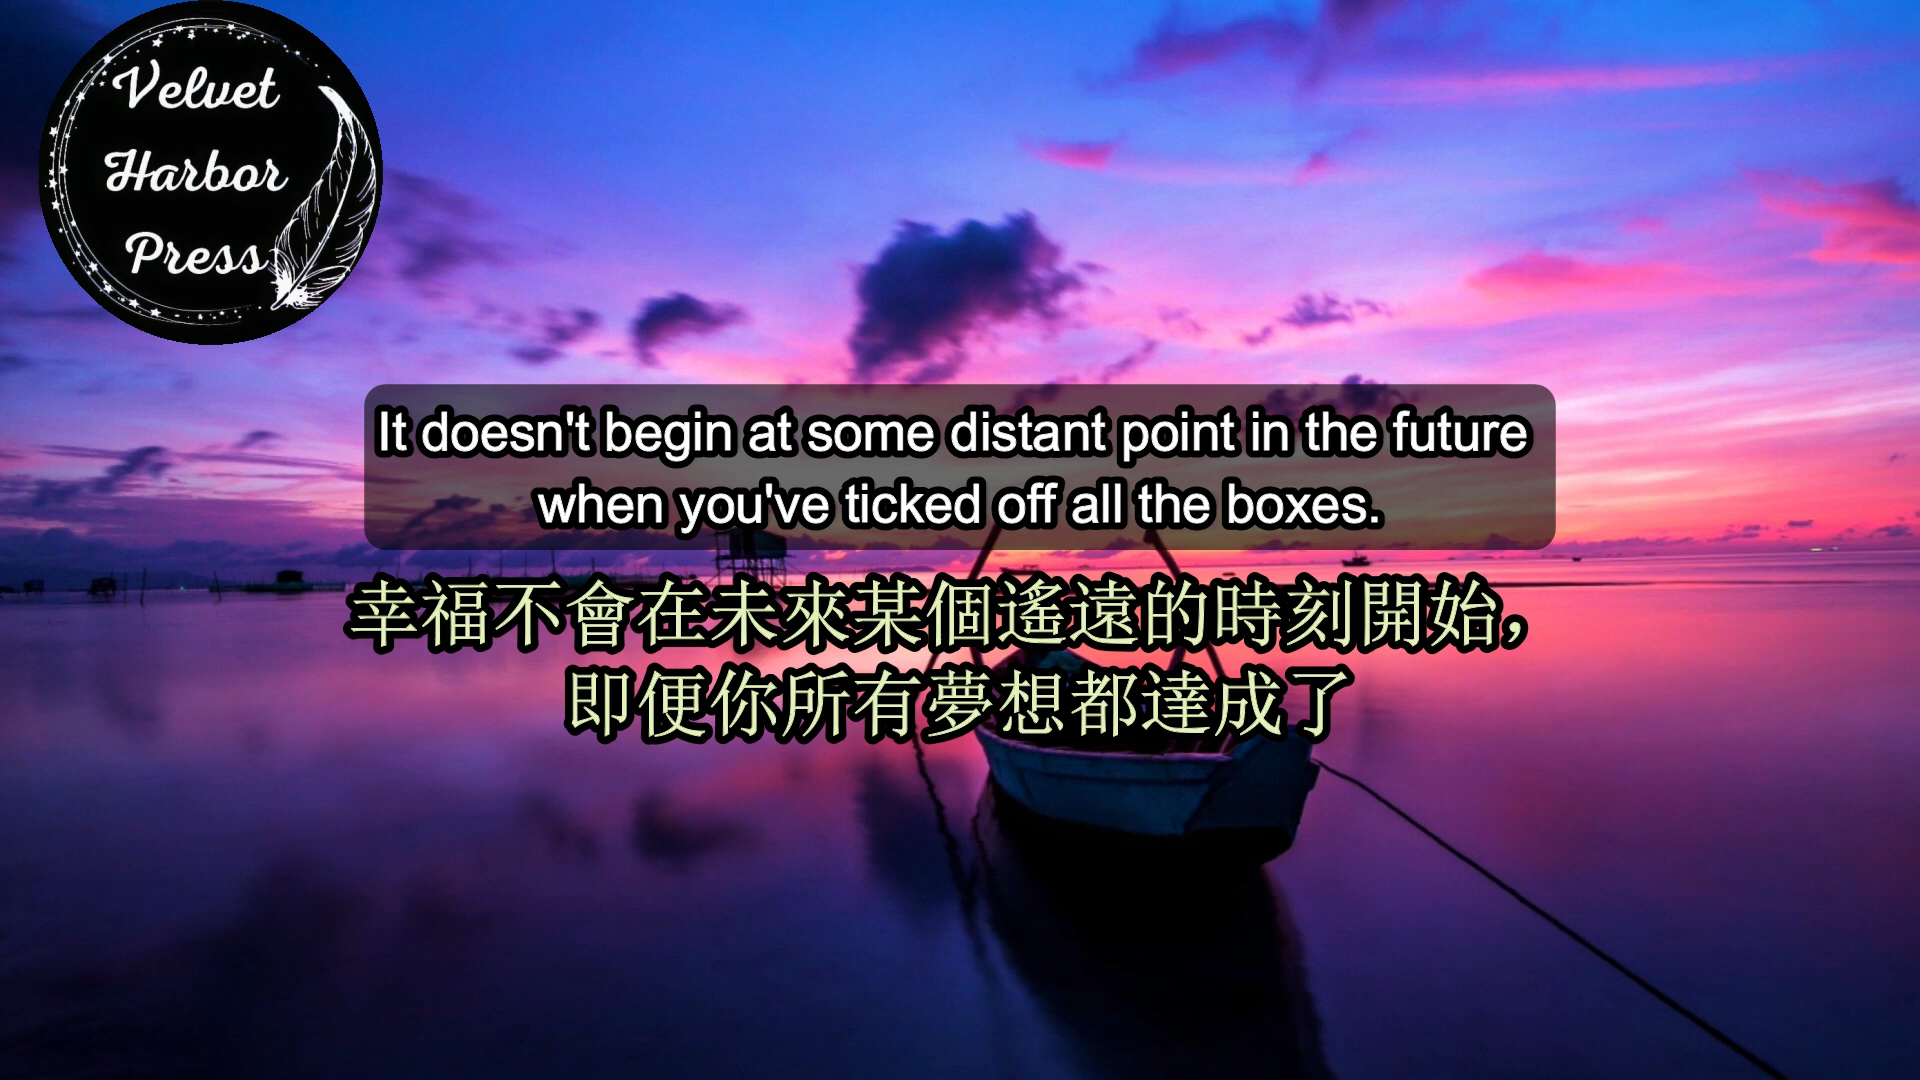 Velvet
Harbor
Press
It doesn't begin at some distant point in the future
when you've ticked off all the boxes.
幸福不會在未來某個遙遠的時刻開始，
即便你所有夢想都達成了